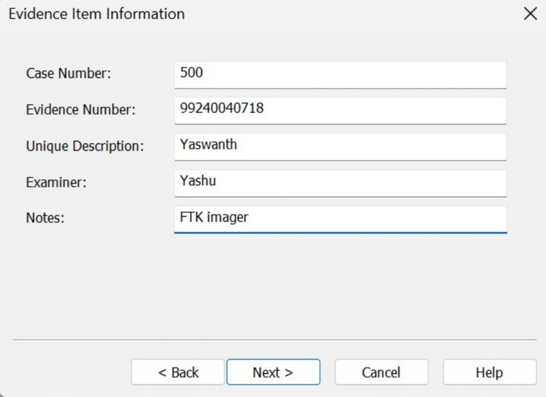 Evidence Item Information
Case Number: 500
Evidence Number: 99240040718
Unique Description: Yaswanth
Examiner: Yashu
Notes: FTK imager
< Back Next > Cancel Help